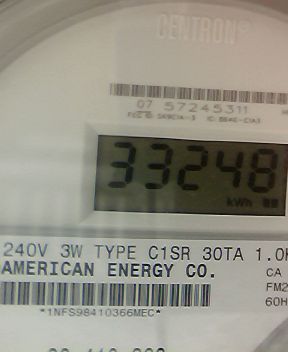 CENTRON®
07 57245311
33248
kWh
240V 3W TYPE C1SR 30TA 1.0
AMERICAN ENERGY CO.
CA
FM2
60H
*1NFS98410366MEC*